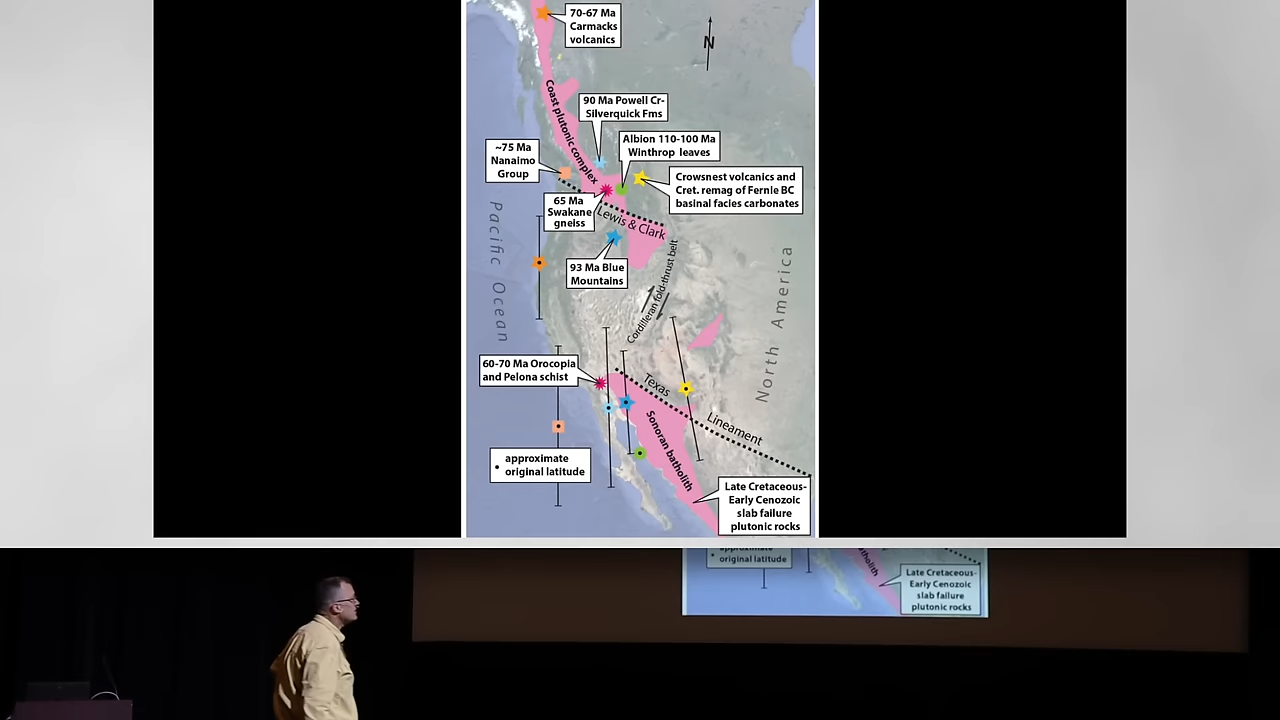 70-67 Ma
Carmacks
volcanics
N
Coast plutonic complex
90 Ma Powell Cr-
Silverquick Fms
Albion 110-100 Ma
Winthrop leaves
~75 Ma
Nanaimo
Group
Crowsnest volcanics and
Cret. remag of Fernie BC
basinal facies carbonates
65 Ma
Swakane
gneiss
Lewis & Clark
Pacific Ocean
93 Ma Blue
Mountains
Cordilleran fold-thrust belt
North America
60-70 Ma Orocopia
and Pelona schist
Texas
Lineament
Sonoran batholith
• approximate
original latitude
Late Cretaceous-
Early Cenozoic
slab failure
plutonic rocks
• approximate
original latitude
atholith
Late Cretaceous-
Early Cenozoic
slab failure
plutonic rocks